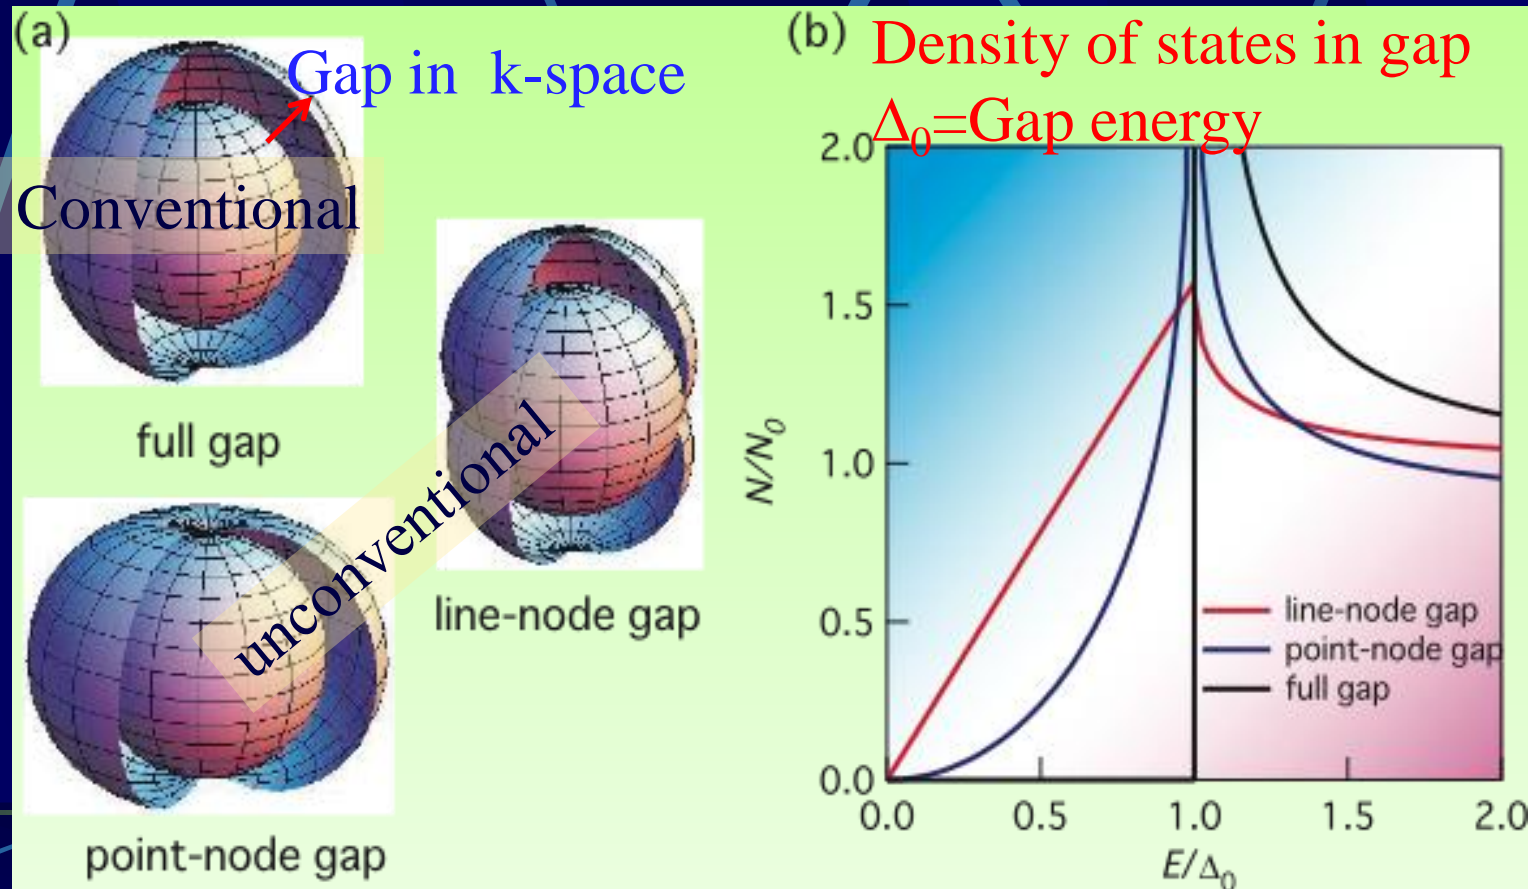 (a)
Gap in k-space
Conventional
full gap
unconventional
line-node gap
point-node gap
(b)
Density of states in gap
Δ₀=Gap energy
2.0
1.5
1.0
0.5
0.0
N/N₀
line-node gap
point-node gap
full gap
0.0 0.5 1.0 1.5 2.0
E/Δ₀